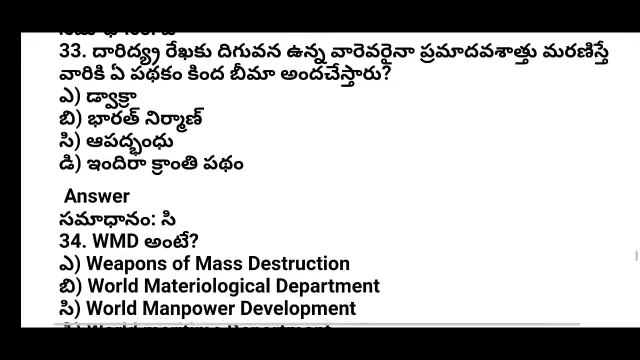 33. దారిద్య్ర రేఖకు దిగువన ఉన్న వారెవరైనా ప్రమాదవశాత్తు మరణిస్తే
వారికి ఏ పథకం కింద బీమా అందచేస్తారు?
ఎ) డ్వాక్రా
బి) భారత్ నిర్మాణ్
సి) ఆపద్భంధు
డి) ఇందిరా క్రాంతి పథం
Answer
సమాధానం: సి
34. WMD అంటే?
ఎ) Weapons of Mass Destruction
బి) World Materiological Department
సి) World Manpower Development